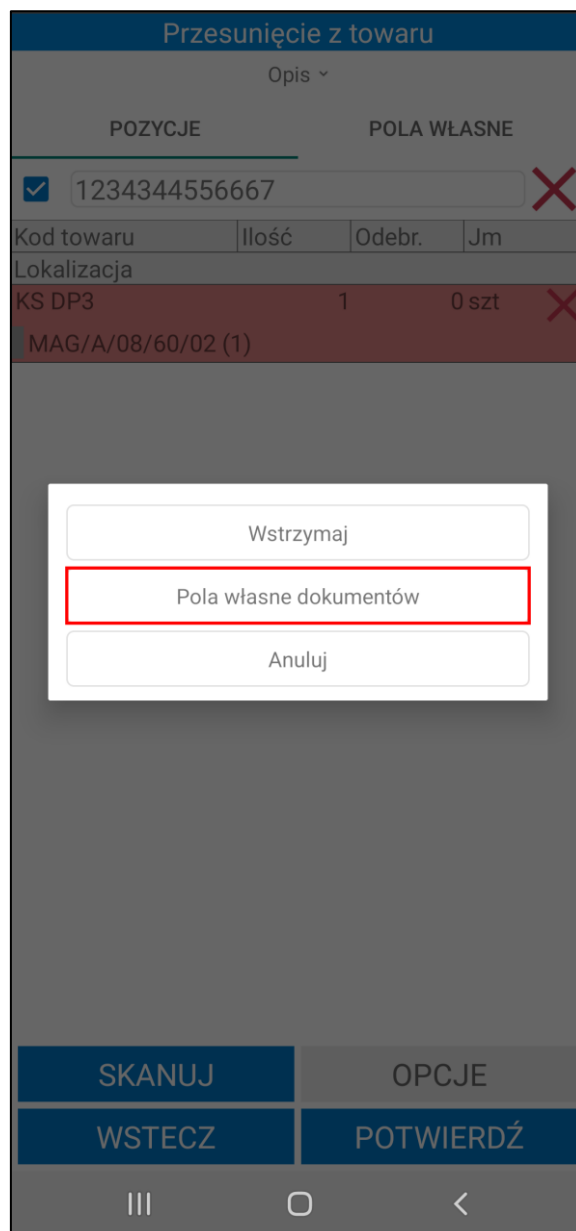 Przesunięcie z towaru
Opis
POZYCJE POLA WŁASNE
1234344556667
Kod towaru Ilość Odebr. Jm
Lokalizacja
KS DP3 1 0 szt
MAG/A/08/60/02 (1)
Wstrzymaj
Pola własne dokumentów
Anuluj
SKANUJ OPCJE
WSTECZ POTWIERDŹ